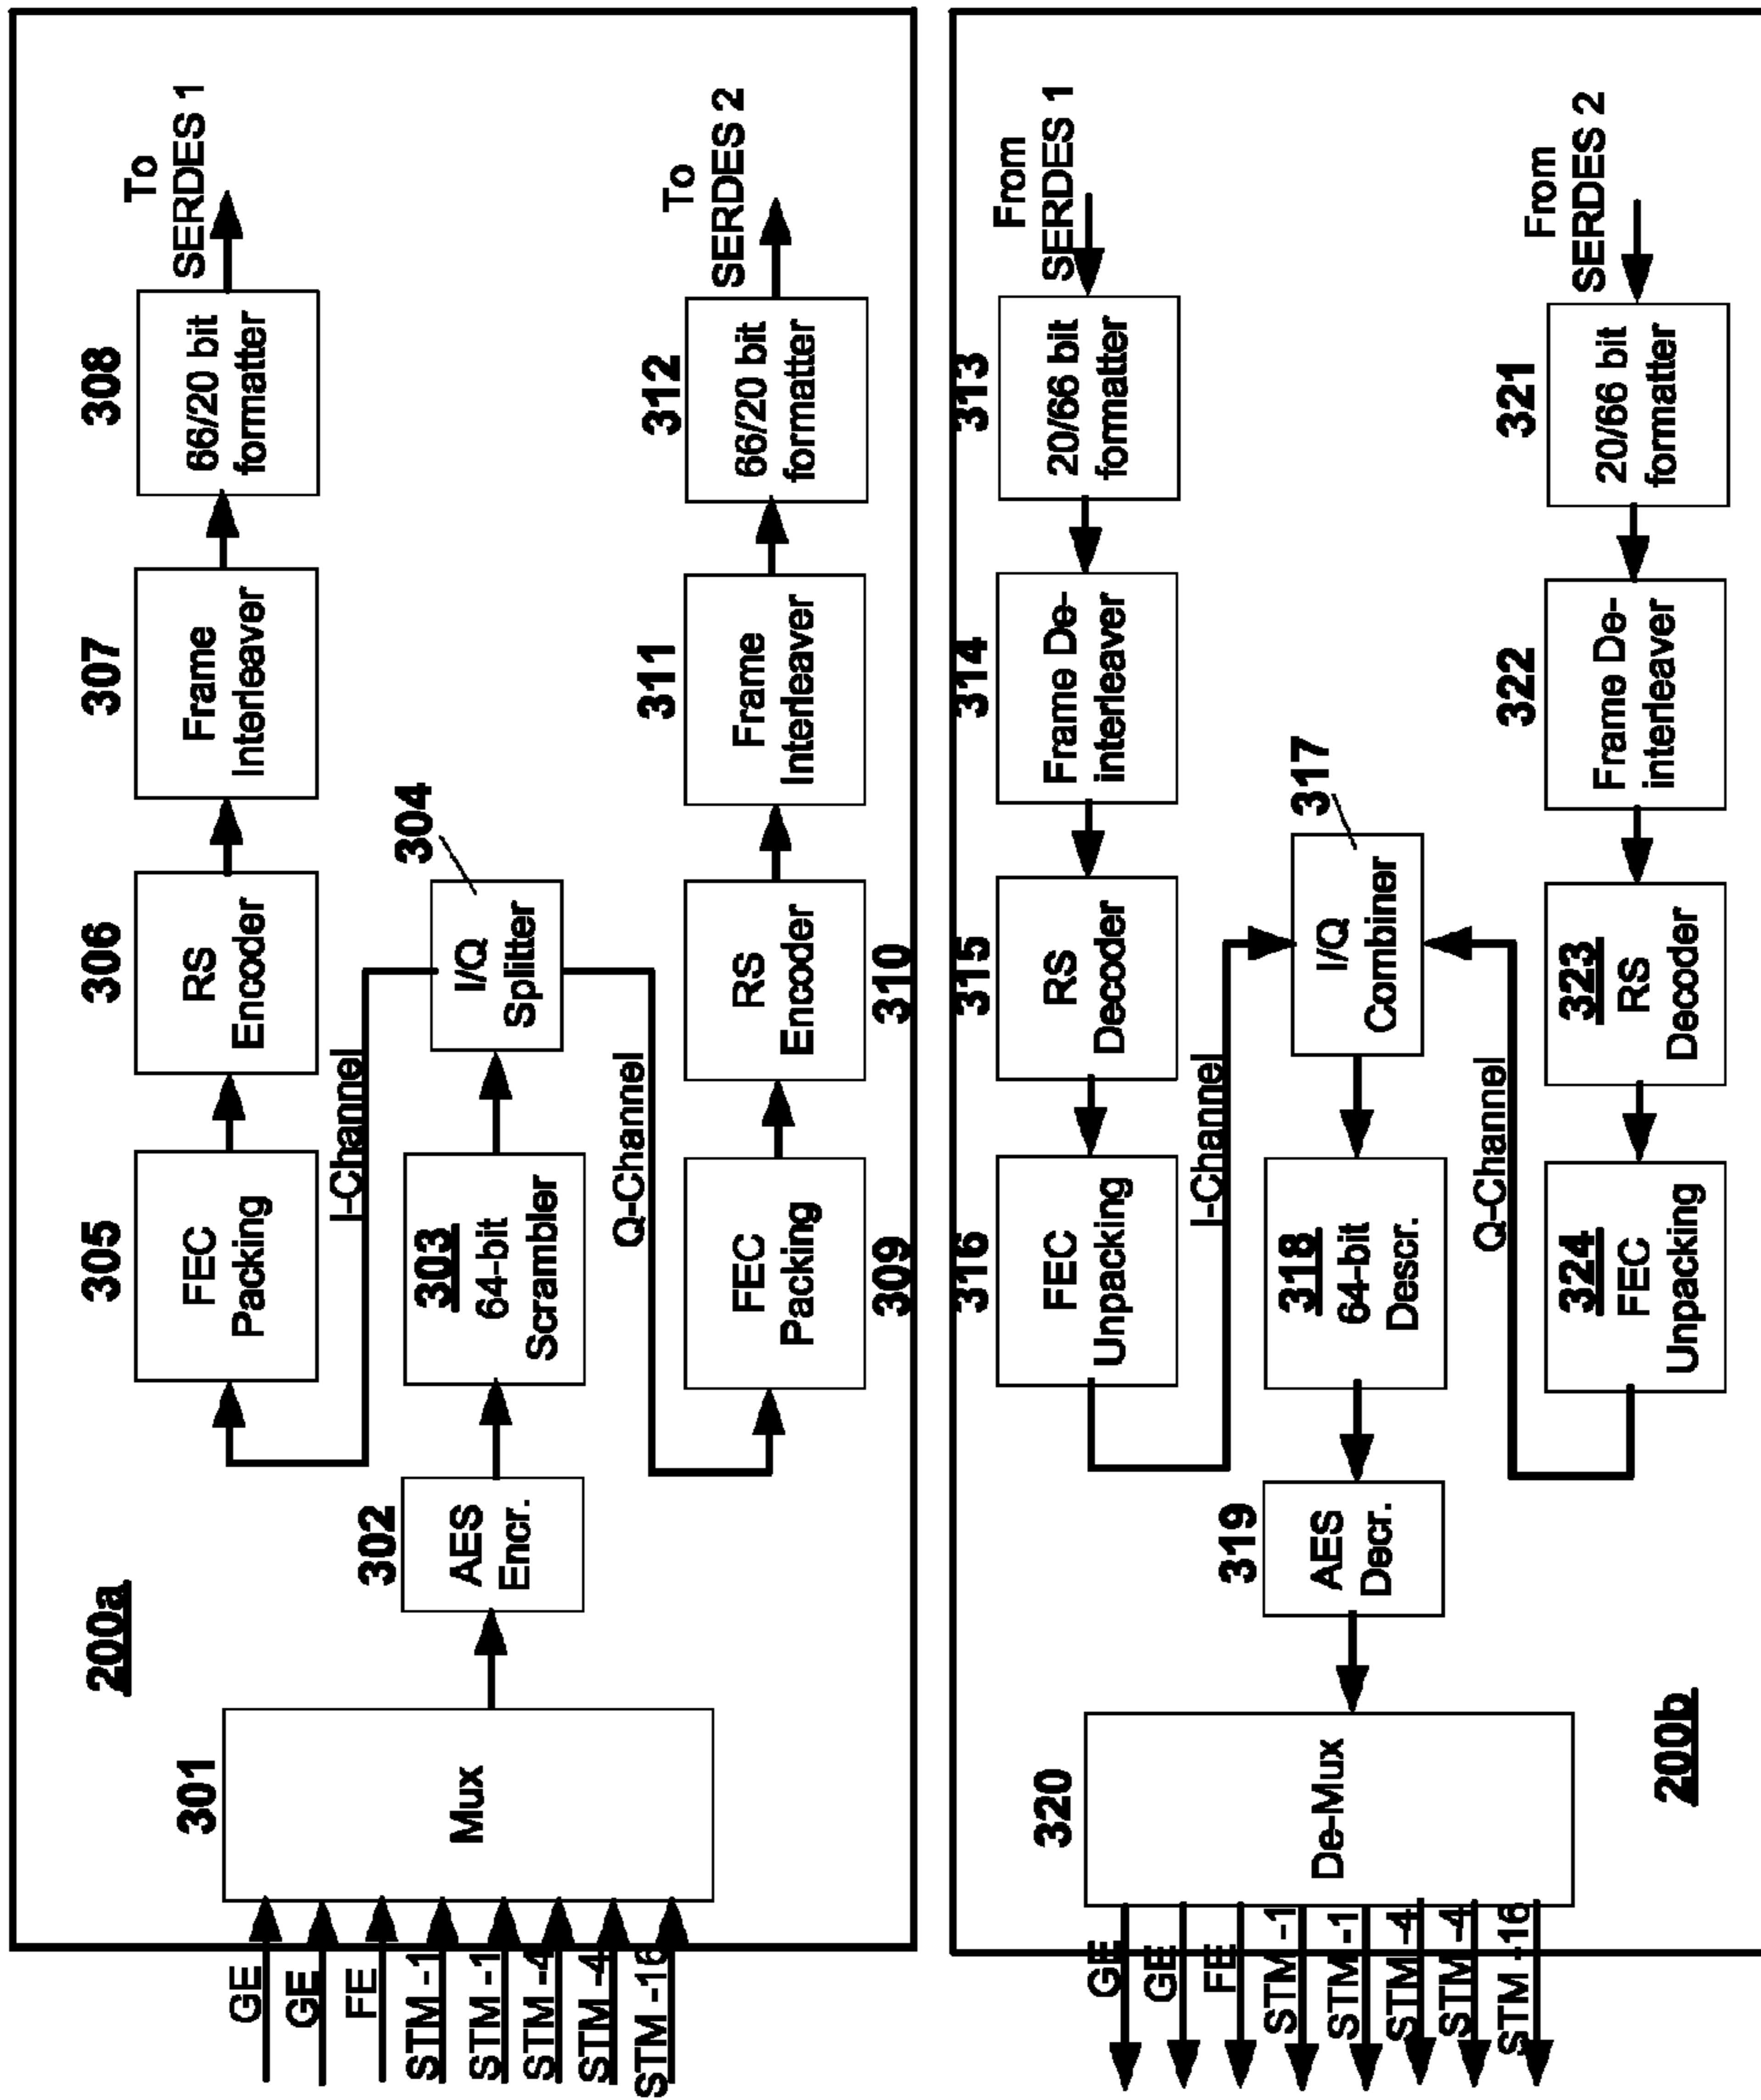 200a
GE
GE
FE
STM -1
STM -1
STM -4
STM -4
STM -16
301
Mux
302
AES
Encr.
303
64-bit
Scrambler
304
I/Q
Splitter
I-Channel
Q-Channel
305
FEC
Packing
306
RS
Encoder
307
Frame
Interleaver
308
66/20 bit
formatter
To
SERDES 1
FEC
Packing
309
RS
Encoder
310
311
Frame
Interleaver
312
66/20 bit
formatter
To
SERDES 2
GE
GE
FE
STM -1
STM -1
STM -4
STM -4
STM -16
320
De-Mux
319
AES
Decr.
318
64-bit
Descr.
317
I/Q
Combiner
I-Channel
Q-Channel
316
FEC
Unpacking
315
RS
Decoder
314
Frame De-
interleaver
313
20/66 bit
formatter
From
SERDES 1
324
FEC
Unpacking
323
RS
Decoder
322
Frame De-
interleaver
321
20/66 bit
formatter
From
SERDES 2
200b